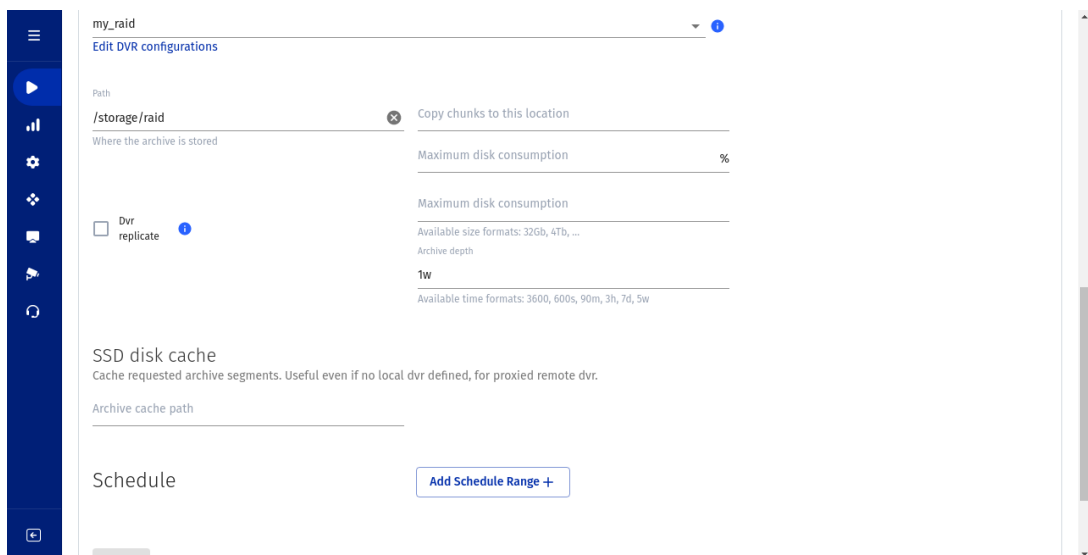 my_raid
Edit DVR configurations
Path
/storage/raid
Where the archive is stored
Copy chunks to this location
Maximum disk consumption
%
Dvr
replicate
Maximum disk consumption
Available size formats: 32Gb, 4Tb, ...
Archive depth
1w
Available time formats: 3600, 600s, 90m, 3h, 7d, 5w
SSD disk cache
Cache requested archive segments. Useful even if no local dvr defined, for proxied remote dvr.
Archive cache path
Schedule
Add Schedule Range +